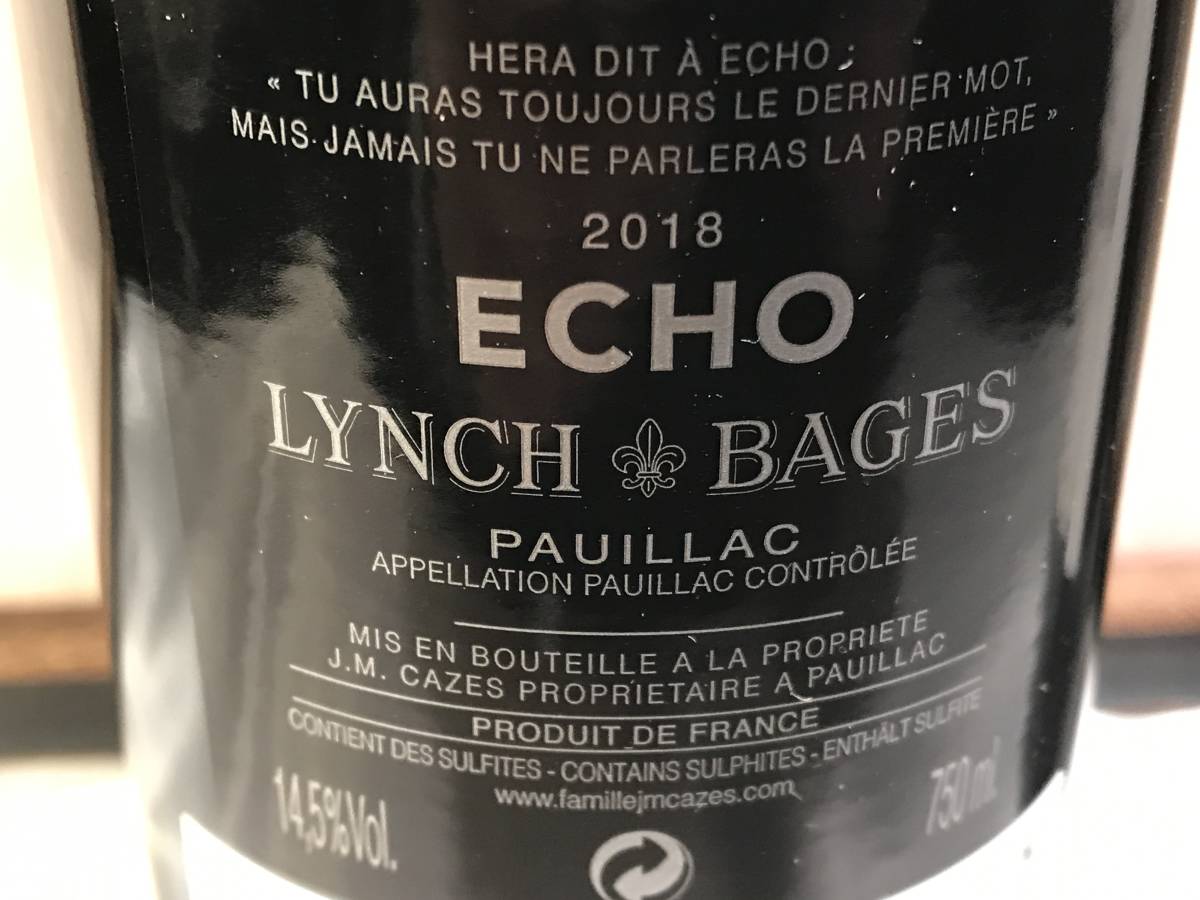 HERA DIT À ECHO :
« TU AURAS TOUJOURS LE DERNIER MOT,
MAIS JAMAIS TU NE PARLERAS LA PREMIÈRE »
2018
ECHO
LYNCH BAGES
PAUILLAC
APPELLATION PAUILLAC CONTRÔLÉE
MIS EN BOUTEILLE A LA PROPRIETE
J.M. CAZES PROPRIETAIRE A PAUILLAC
PRODUIT DE FRANCE
CONTIENT DES SULFITES - CONTAINS SULPHITES - ENTHÄLT SULFITE
www.famillejmcazes.com
14,5%Vol. 750 ml